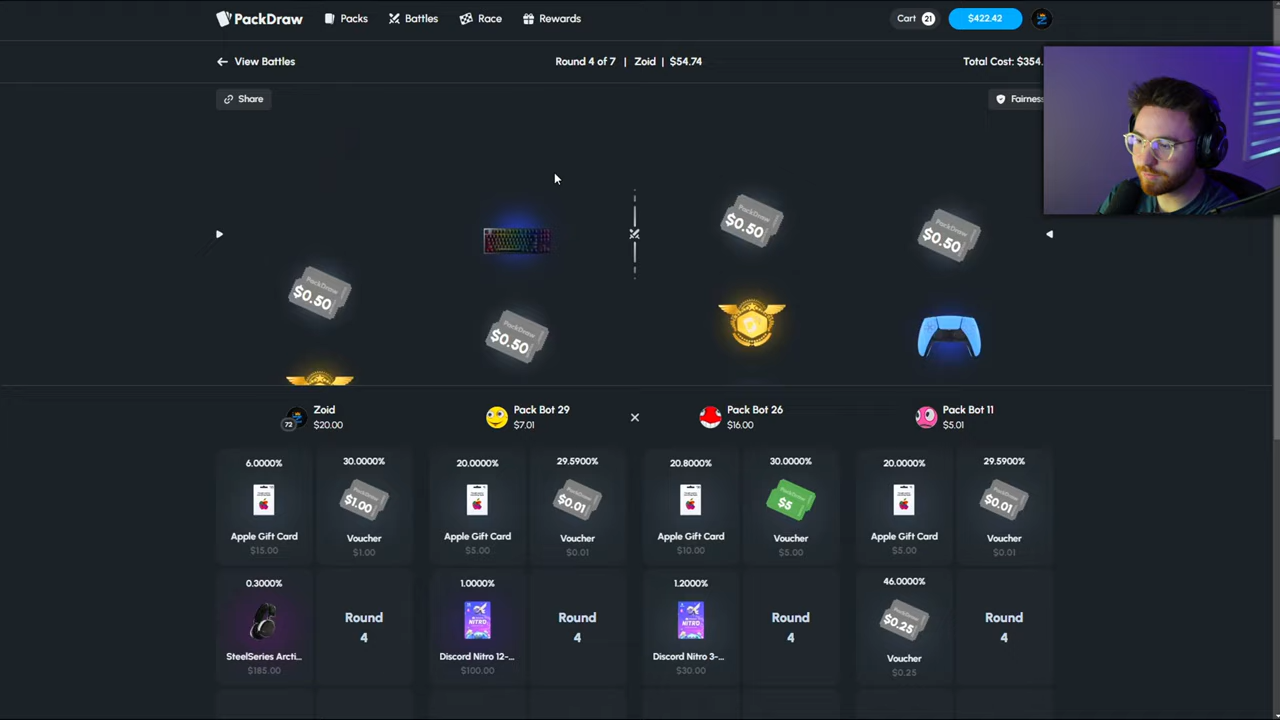 PackDraw
Packs
Battles
Race
Rewards
Cart 21
$422.42
View Battles
Round 4 of 7 | Zoid | $54.74
Total Cost: $354.
Share
Fairness
$0.50
$0.50
PackDraw
$0.50
PackDraw
$0.50
Zoid
72
$20.00
Pack Bot 29
$7.01
Pack Bot 26
$16.00
Pack Bot 11
$5.01
6.0000%
Apple Gift Card
$15.00
30.0000%
$1.00
Voucher
$1.00
20.0000%
Apple Gift Card
$5.00
29.5900%
$0.01
Voucher
$0.01
20.8000%
Apple Gift Card
$10.00
30.0000%
$5
Voucher
$5.00
20.0000%
Apple Gift Card
$5.00
29.5900%
$0.01
Voucher
$0.01
0.3000%
SteelSeries Arcti...
$185.00
Round
4
1.0000%
NITRO
Discord Nitro 12-...
$100.00
Round
4
1.2000%
NITRO
Discord Nitro 3-...
$30.00
Round
4
46.0000%
$0.25
Voucher
$0.25
Round
4